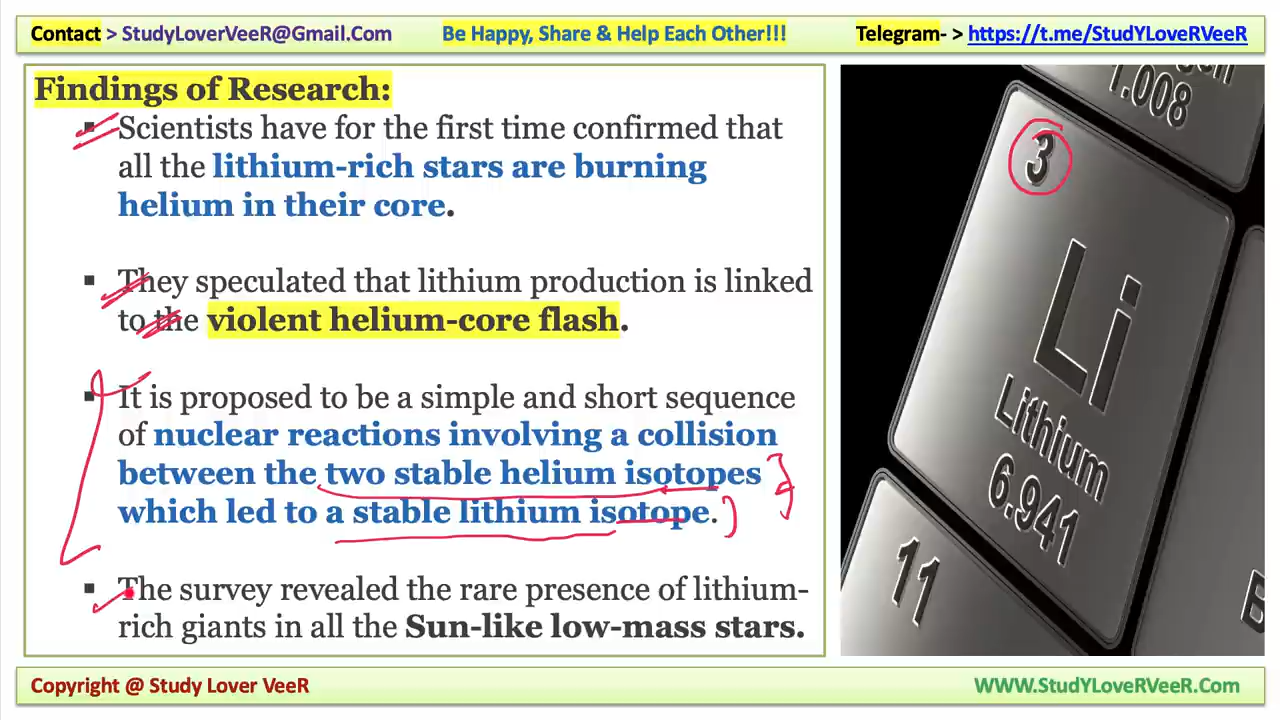 Contact > StudyLoverVeeR@Gmail.Com
Be Happy, Share & Help Each Other!!!
Telegram- > https://t.me/StudYLoveRVeeR
Findings of Research:
▪ Scientists have for the first time confirmed that
all the lithium-rich stars are burning
helium in their core.
▪ They speculated that lithium production is linked
to the violent helium-core flash.
▪ It is proposed to be a simple and short sequence
of nuclear reactions involving a collision
between the two stable helium isotopes
which led to a stable lithium isotope.
▪ The survey revealed the rare presence of lithium-
rich giants in all the Sun-like low-mass stars.
1.008
3
Li
Lithium
6.941
11
Copyright @ Study Lover VeeR
WWW.StudYLoveRVeeR.Com